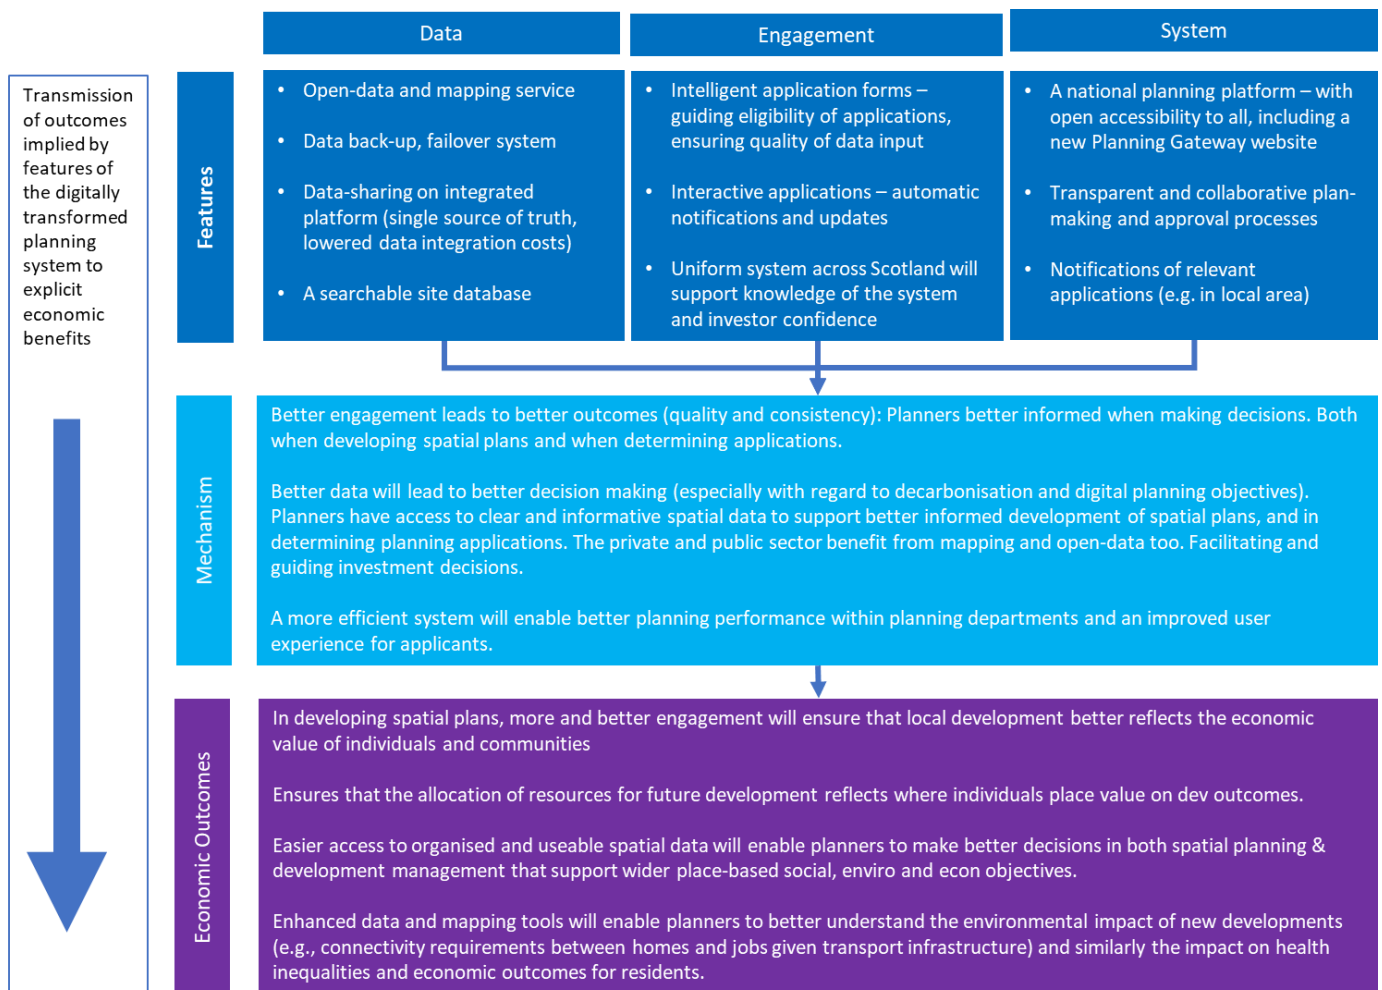 Data
Engagement
System
Transmission
of outcomes
implied by
features of
the digitally
transformed
planning
system to
explicit
economic
benefits
Features
• Open-data and mapping service
• Data back-up, failover system
• Data-sharing on integrated
platform (single source of truth,
lowered data integration costs)
• A searchable site database
• Intelligent application forms –
guiding eligibility of applications,
ensuring quality of data input
• Interactive applications – automatic
notifications and updates
• Uniform system across Scotland will
support knowledge of the system
and investor confidence
• A national planning platform – with
open accessibility to all, including a
new Planning Gateway website
• Transparent and collaborative plan-
making and approval processes
• Notifications of relevant
applications (e.g. in local area)
Mechanism
Better engagement leads to better outcomes (quality and consistency): Planners better informed when making decisions. Both
when developing spatial plans and when determining applications.
Better data will lead to better decision making (especially with regard to decarbonisation and digital planning objectives).
Planners have access to clear and informative spatial data to support better informed development of spatial plans, and in
determining planning applications. The private and public sector benefit from mapping and open-data too. Facilitating and
guiding investment decisions.
A more efficient system will enable better planning performance within planning departments and an improved user
experience for applicants.
Economic Outcomes
In developing spatial plans, more and better engagement will ensure that local development better reflects the economic
value of individuals and communities
Ensures that the allocation of resources for future development reflects where individuals place value on dev outcomes.
Easier access to organised and useable spatial data will enable planners to make better decisions in both spatial planning &
development management that support wider place-based social, enviro and econ objectives.
Enhanced data and mapping tools will enable planners to better understand the environmental impact of new developments
(e.g., connectivity requirements between homes and jobs given transport infrastructure) and similarly the impact on health
inequalities and economic outcomes for residents.